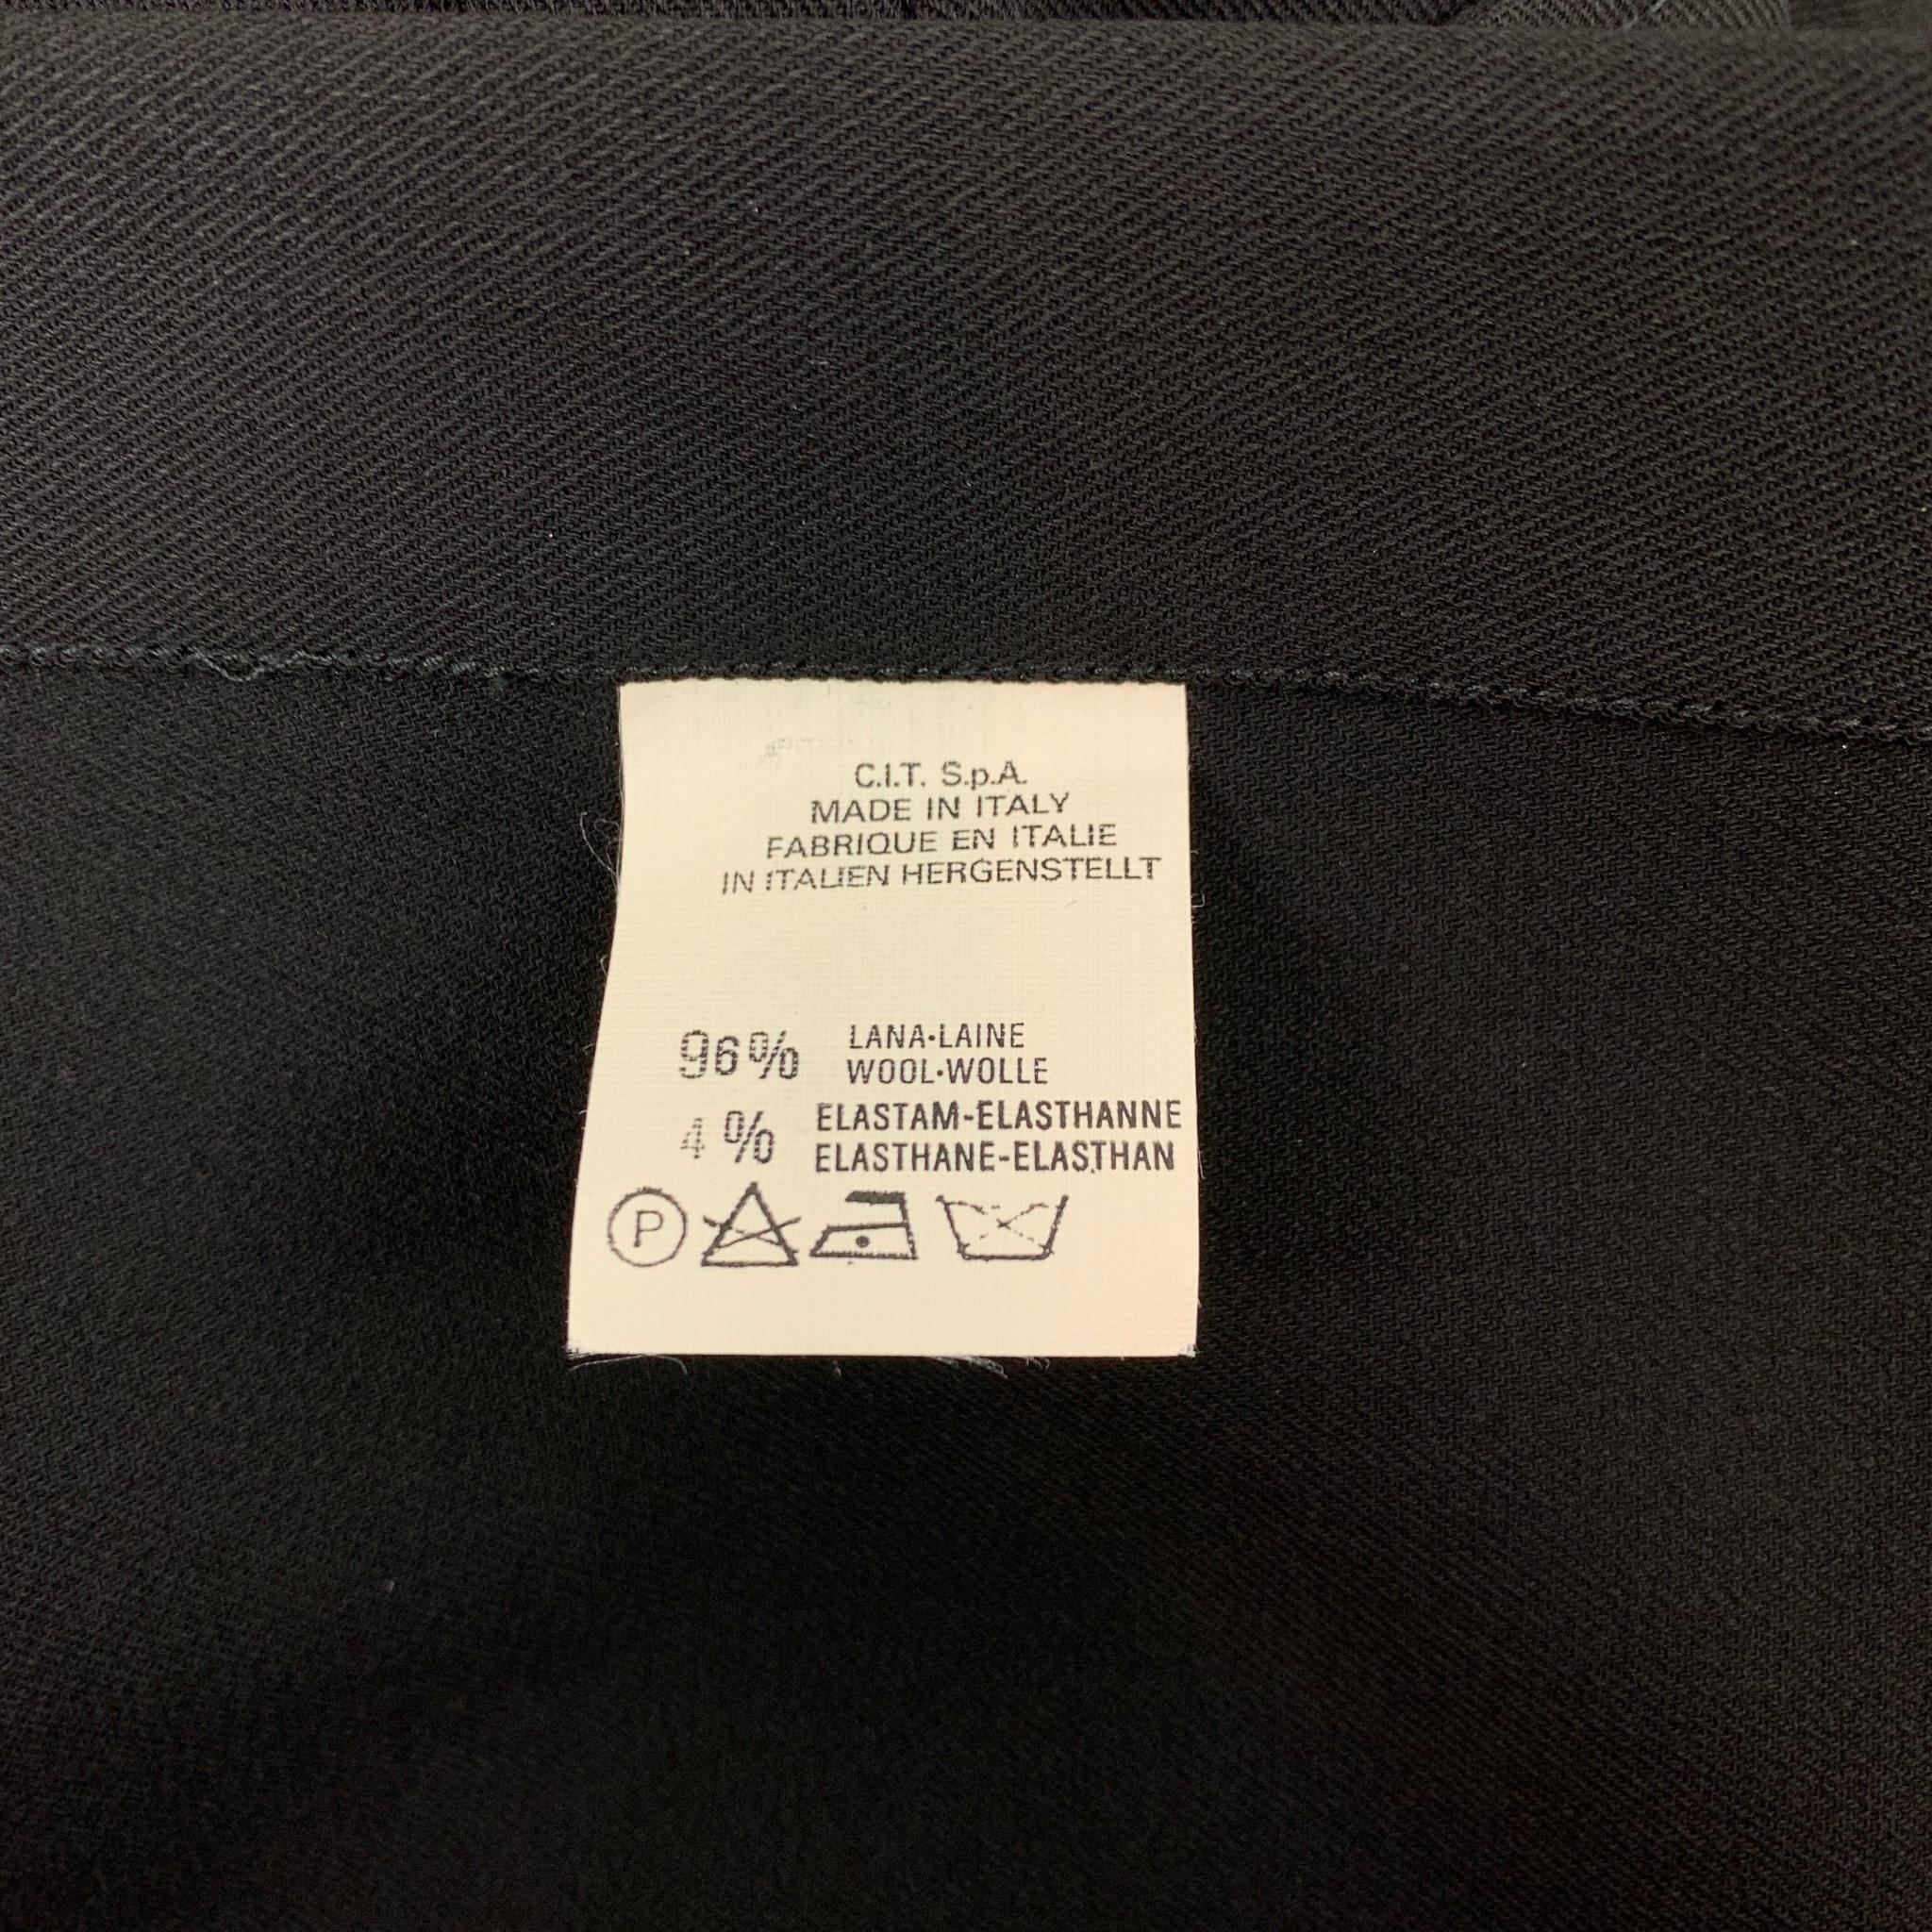 C.I.T. S.p.A.
MADE IN ITALY
FABRIQUE EN ITALIE
IN ITALIEN HERGENSTELLT
96% LANA·LAINE
WOOL·WOLLE
4% ELASTAM-ELASTHANNE
ELASTHANE-ELASTHAN
P